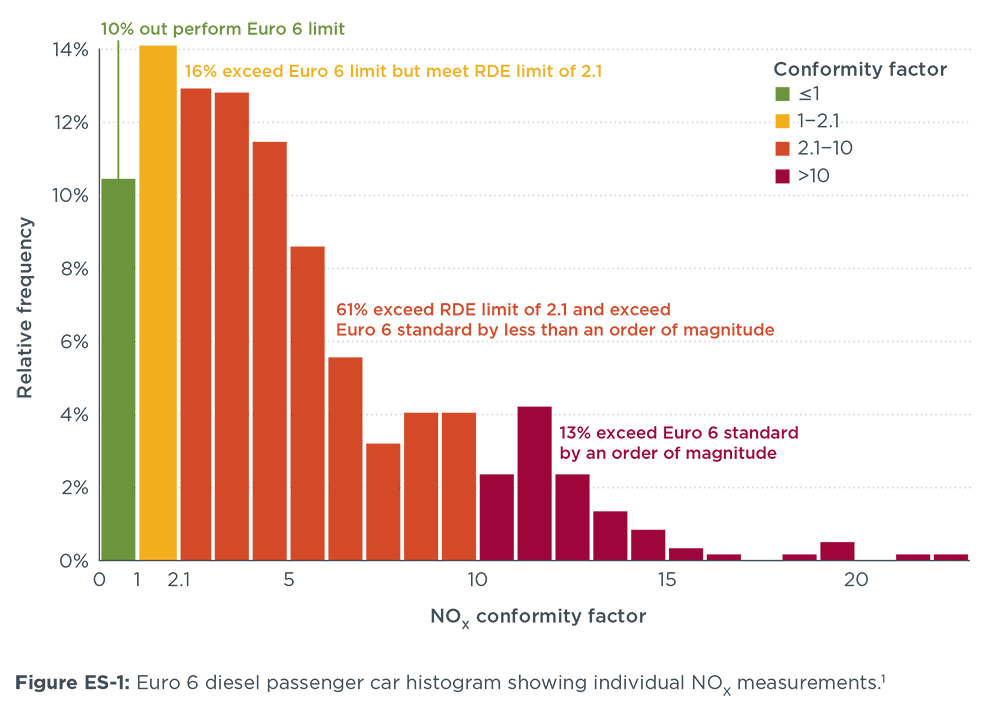 10% out perform Euro 6 limit
14%
16% exceed Euro 6 limit but meet RDE limit of 2.1
Conformity factor
≤1
1–2.1
2.1–10
>10
12%
10%
8%
6%
4%
2%
0%
Relative frequency
61% exceed RDE limit of 2.1 and exceed
Euro 6 standard by less than an order of magnitude
13% exceed Euro 6 standard
by an order of magnitude
0 1 2.1 5 10 15 20
NOx conformity factor
Figure ES-1: Euro 6 diesel passenger car histogram showing individual NOx measurements.¹